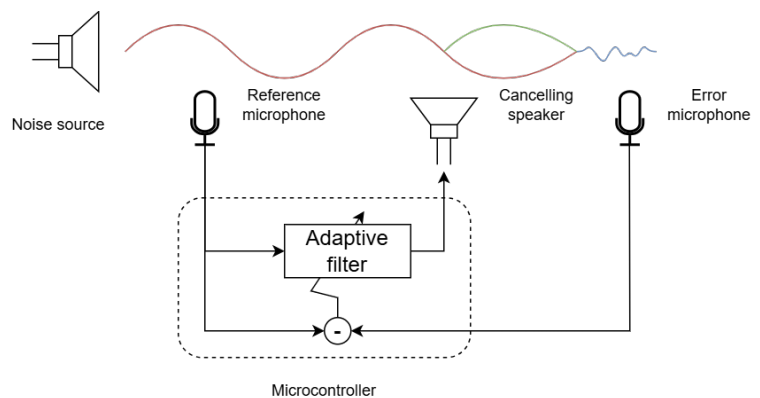 Noise source
Reference
microphone
Cancelling
speaker
Error
microphone
Adaptive
filter
-
Microcontroller